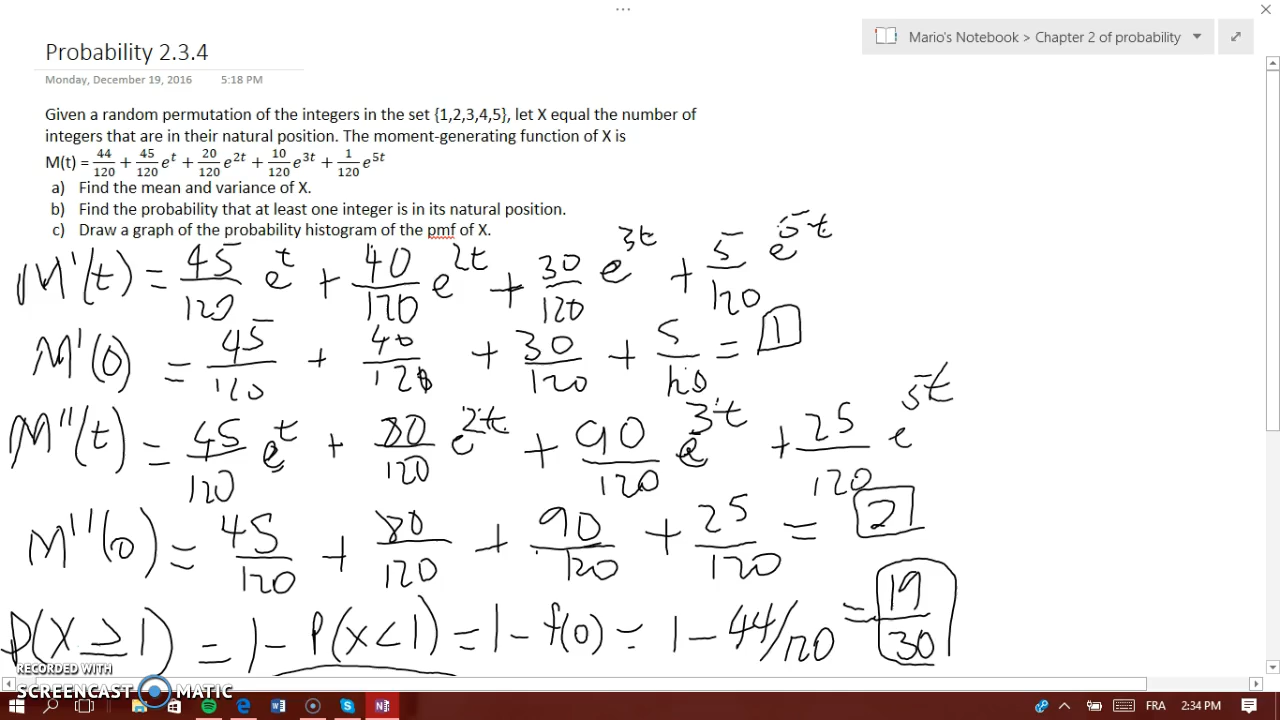 Probability 2.3.4
Mario's Notebook > Chapter 2 of probability
Monday, December 19, 2016 5:18 PM
Given a random permutation of the integers in the set {1,2,3,4,5}, let X equal the number of
integers that are in their natural position. The moment-generating function of X is
M(t) = 44/120 + 45/120 e^t + 20/120 e^2t + 10/120 e^3t + 1/120 e^5t
a) Find the mean and variance of X.
b) Find the probability that at least one integer is in its natural position.
c) Draw a graph of the probability histogram of the pmf of X.
M'(t) = 45/120 e^t + 40/120 e^2t + 30/120 e^3t + 5/120 e^5t
M'(0) = 45/120 + 40/120 + 30/120 + 5/120 = 1
M''(t) = 45/120 e^t + 80/120 e^2t + 90/120 e^3t + 25/120 e^5t
M''(0) = 45/120 + 80/120 + 90/120 + 25/120 = 2
P(X ≥ 1) = 1 - P(X < 1) = 1 - f(0) = 1 - 44/120 = 19/30
RECORDED WITH
SCREENCAST MATIC
FRA 2:34 PM